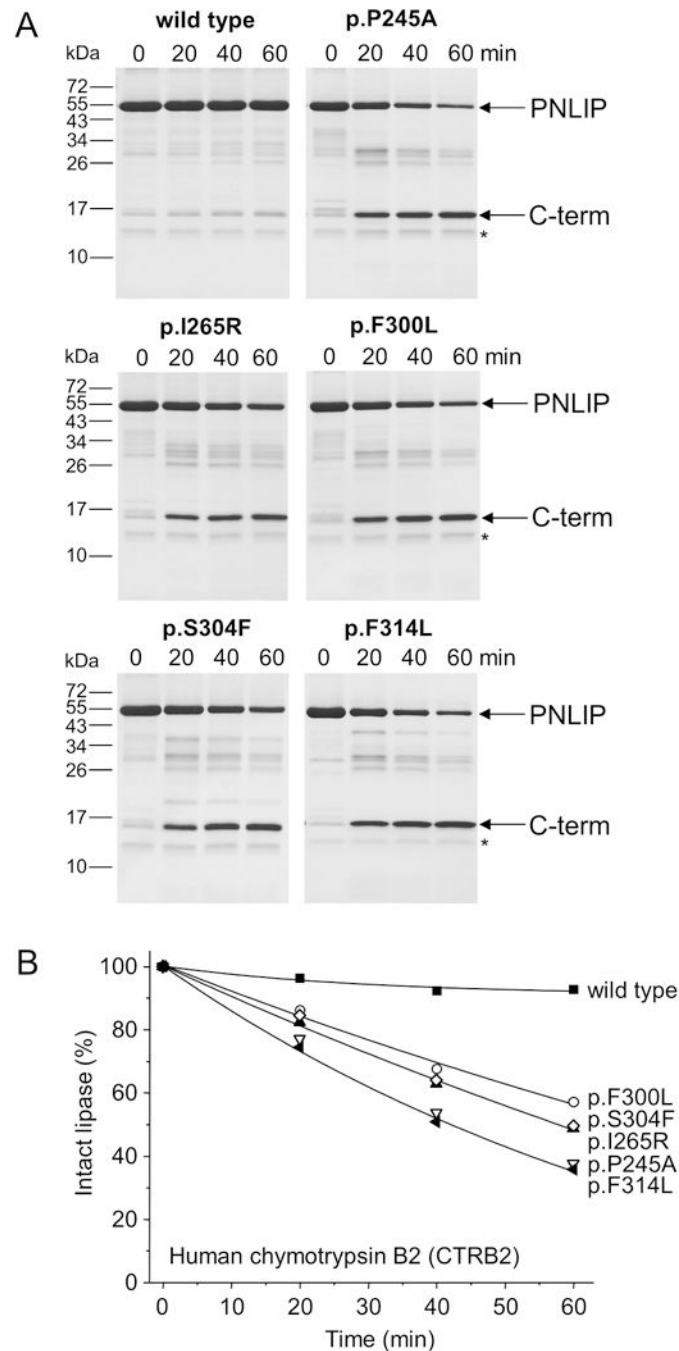 A
wild type p.P245A
kDa 0 20 40 60 0 20 40 60 min
72
55 PNLIP
43
34
26
17 C-term
*
10
p.I265R p.F300L
kDa 0 20 40 60 0 20 40 60 min
72
55 PNLIP
43
34
26
17 C-term
*
10
p.S304F p.F314L
kDa 0 20 40 60 0 20 40 60 min
72
55 PNLIP
43
34
26
17 C-term
*
10
B
Intact lipase (%)
100
80
60
40
20
0
wild type
p.F300L
p.S304F
p.I265R
p.P245A
p.F314L
Human chymotrypsin B2 (CTRB2)
0 10 20 30 40 50 60
Time (min)